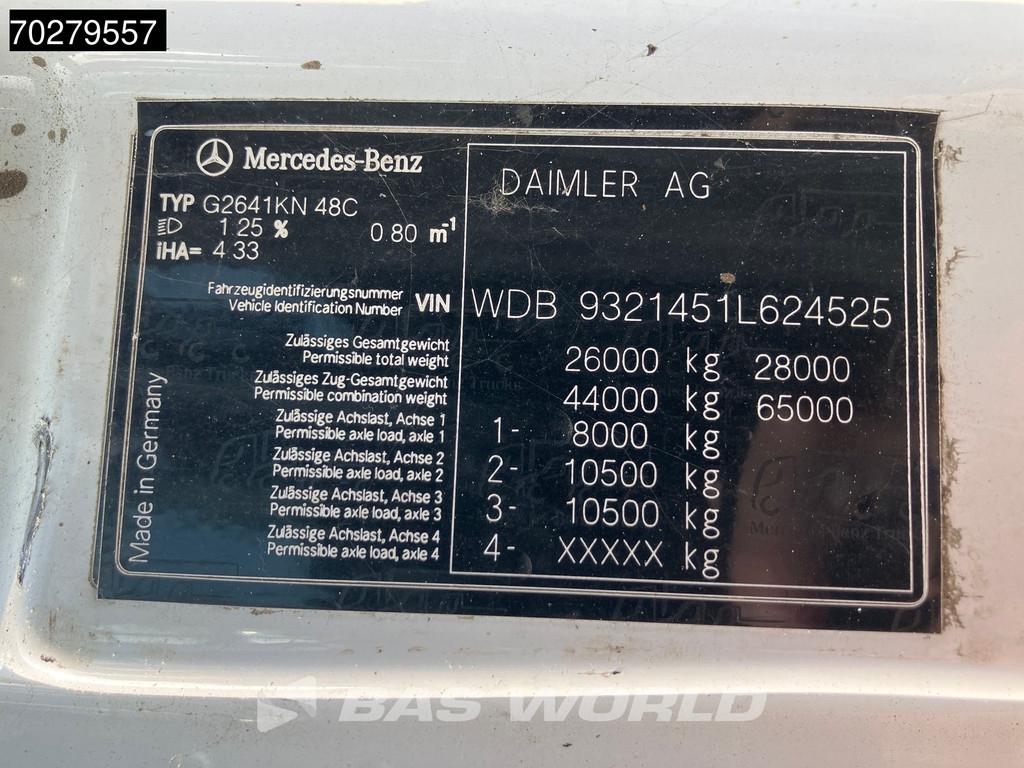 70279557
Mercedes-Benz
DAIMLER AG
TYP G2641KN 48C
1.25 % 0.80 m-1
iHA= 4.33
Fahrzeugidentifizierungsnummer
Vehicle Identification Number VIN WDB 9321451L624525
Zulässiges Gesamtgewicht
Permissible total weight 26000 kg 28000
Zulässiges Zug-Gesamtgewicht
Permissible combination weight 44000 kg 65000
Zulässige Achslast, Achse 1
Permissible axle load, axle 1 1- 8000 kg
Zulässige Achslast, Achse 2
Permissible axle load, axle 2 2- 10500 kg
Zulässige Achslast, Achse 3
Permissible axle load, axle 3 3- 10500 kg
Zulässige Achslast, Achse 4
Permissible axle load, axle 4 4- XXXXX kg
Made in Germany
BAS WORLD